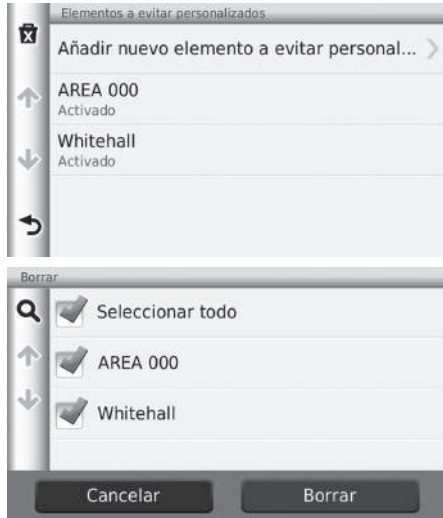 Elementos a evitar personalizados
Añadir nuevo elemento a evitar personal...
AREA 000
Activado
Whitehall
Activado
Borrar
Seleccionar todo
AREA 000
Whitehall
Cancelar
Borrar